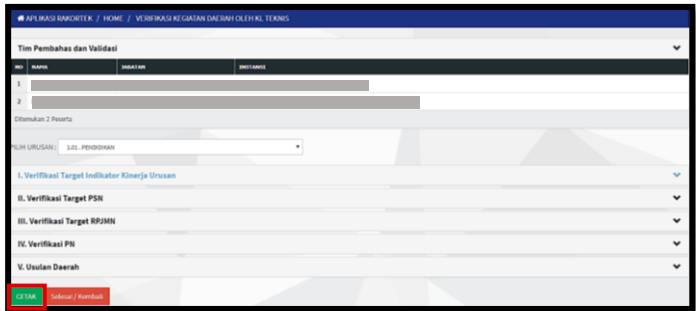 APLIKASI RAKORTEK / HOME / VERIFIKASI KEGIATAN DAERAH OLEH KL TEKNIS
Tim Pembahas dan Validasi
NO NAMA JABATAN INSTANSI
1
2
Ditemukan 2 Peserta
PILIH URUSAN : 1.01. PENDIDIKAN
I. Verifikasi Target Indikator Kinerja Urusan
II. Verifikasi Target PSN
III. Verifikasi Target RPJMN
IV. Verifikasi PN
V. Usulan Daerah
CETAK Selesai / Kembali